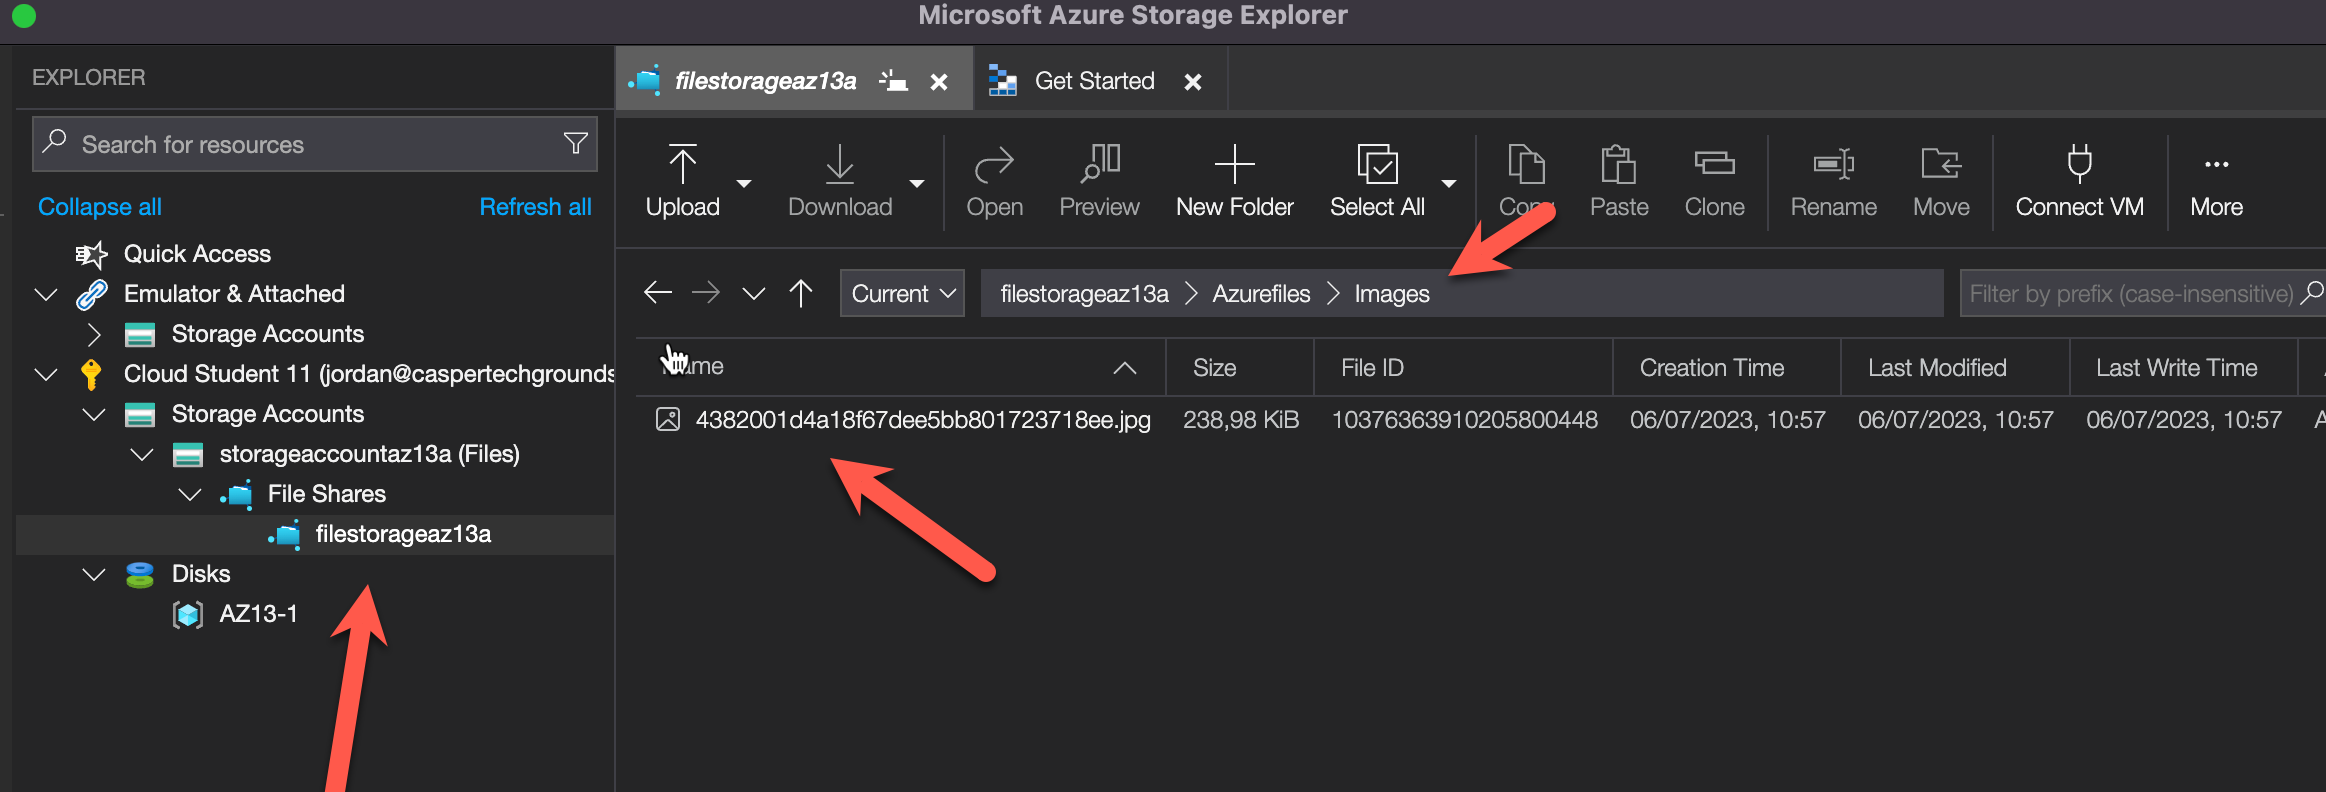 Microsoft Azure Storage Explorer
EXPLORER
Search for resources
Collapse all
Refresh all
Quick Access
Emulator & Attached
Storage Accounts
Cloud Student 11 (jordan@caspertechgrounds
Storage Accounts
storageaccountaz13a (Files)
File Shares
filestorageaz13a
Disks
AZ13-1
filestorageaz13a
Get Started
Upload
Download
Open
Preview
New Folder
Select All
Copy
Paste
Clone
Rename
Move
Connect VM
More
Current
filestorageaz13a > Azurefiles > Images
Filter by prefix (case-insensitive)
Name
Size
File ID
Creation Time
Last Modified
Last Write Time
4382001d4a18f67dee5bb801723718ee.jpg
238,98 KiB
10376363910205800448
06/07/2023, 10:57
06/07/2023, 10:57
06/07/2023, 10:57